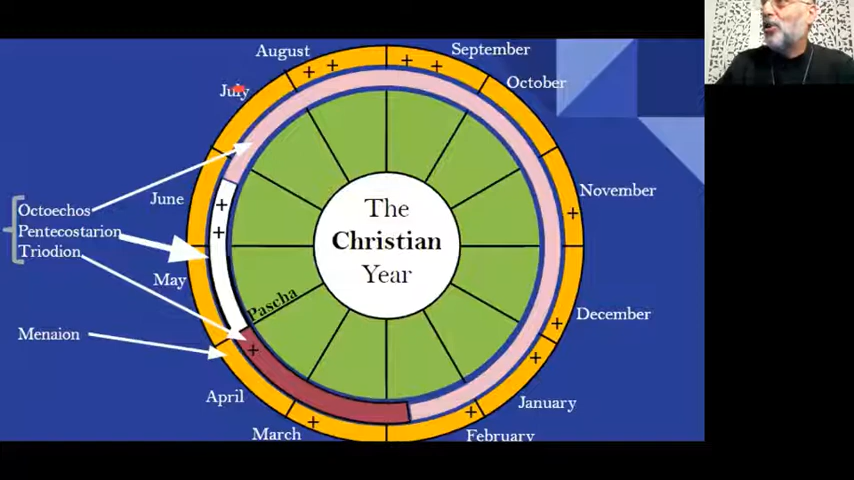 August
September
July
October
June
November
Octoechos
Pentecostarion
Triodion
The
Christian
Year
May
Pascha
December
Menaion
April
January
March
February